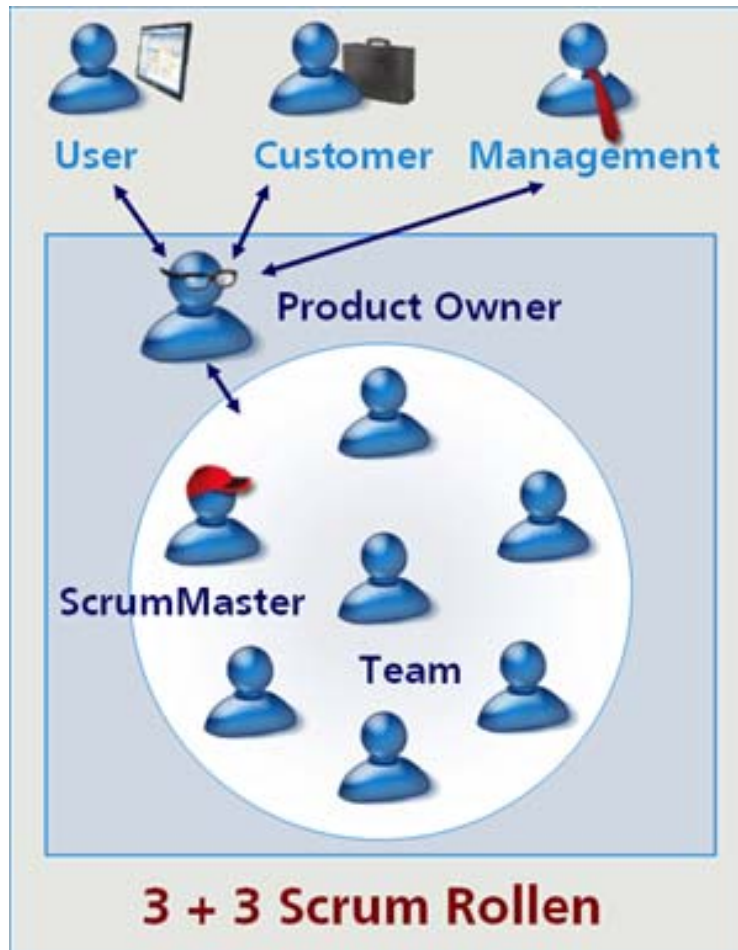 User Customer Management
Product Owner
ScrumMaster
Team
3 + 3 Scrum Rollen